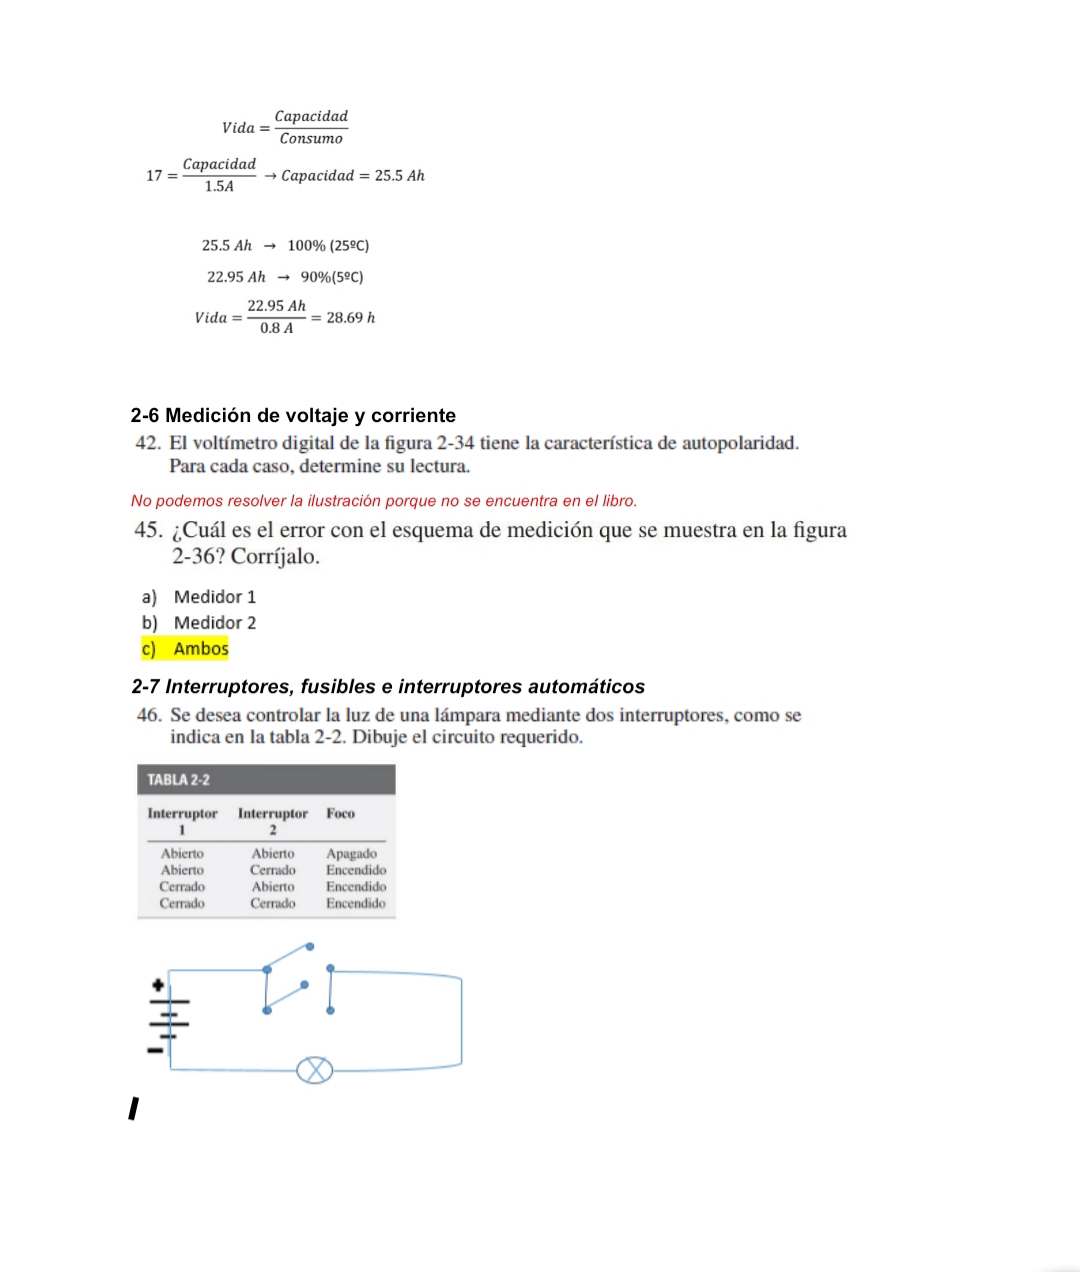 Vida = Capacidad / Consumo
17 = Capacidad / 1.5A → Capacidad = 25.5 Ah
25.5 Ah → 100% (25ºC)
22.95 Ah → 90%(5ºC)
Vida = 22.95 Ah / 0.8 A = 28.69 h
2-6 Medición de voltaje y corriente
42. El voltímetro digital de la figura 2-34 tiene la característica de autopolaridad.
Para cada caso, determine su lectura.
No podemos resolver la ilustración porque no se encuentra en el libro.
45. ¿Cuál es el error con el esquema de medición que se muestra en la figura
2-36? Corríjalo.
a) Medidor 1
b) Medidor 2
c) Ambos
2-7 Interruptores, fusibles e interruptores automáticos
46. Se desea controlar la luz de una lámpara mediante dos interruptores, como se
indica en la tabla 2-2. Dibuje el circuito requerido.
TABLA 2-2
Interruptor 1 Interruptor 2 Foco
Abierto Abierto Apagado
Abierto Cerrado Encendido
Cerrado Abierto Encendido
Cerrado Cerrado Encendido
+
-
I